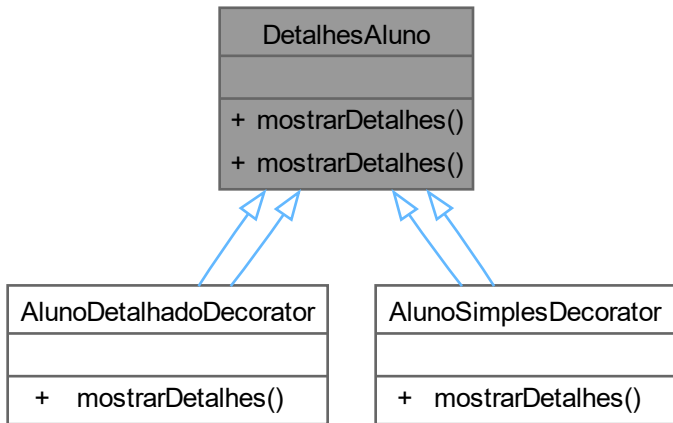 DetalhesAluno
+ mostrarDetalhes()
+ mostrarDetalhes()
AlunoDetalhadoDecorator
+ mostrarDetalhes()
AlunoSimplesDecorator
+ mostrarDetalhes()